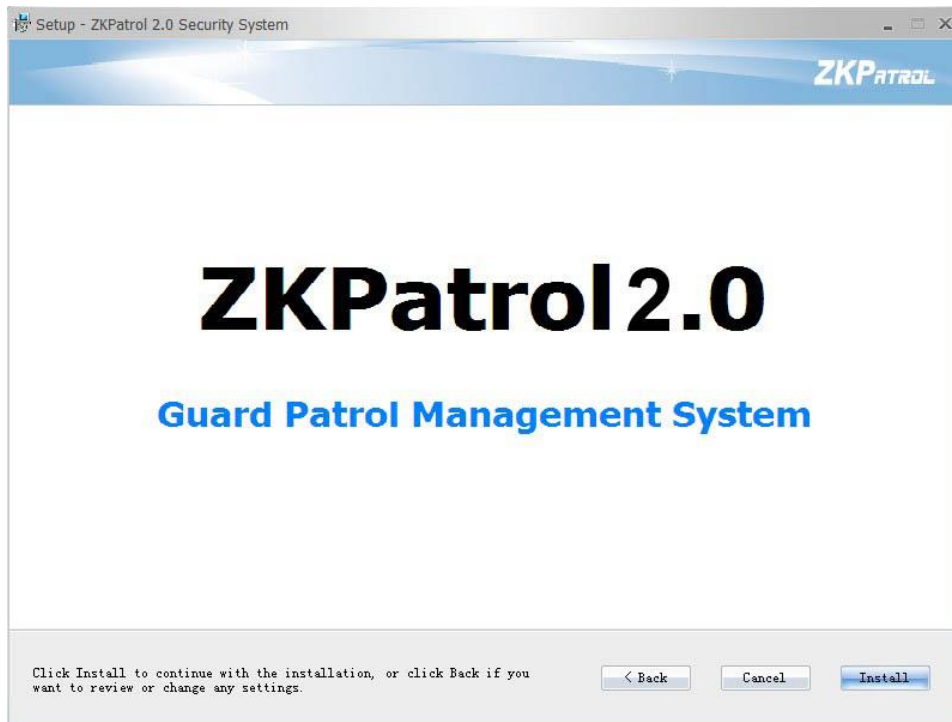 Setup - ZKPatrol 2.0 Security System
ZKPATROL
ZKPatrol 2.0
Guard Patrol Management System
Click Install to continue with the installation, or click Back if you
want to review or change any settings.
< Back
Cancel
Install